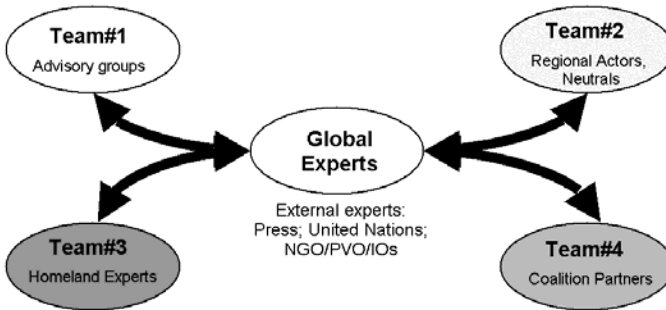 Team#1
Advisory groups
Team#2
Regional Actors,
Neutrals
Global
Experts
External experts:
Press; United Nations;
NGO/PVO/IOs
Team#3
Homeland Experts
Team#4
Coalition Partners